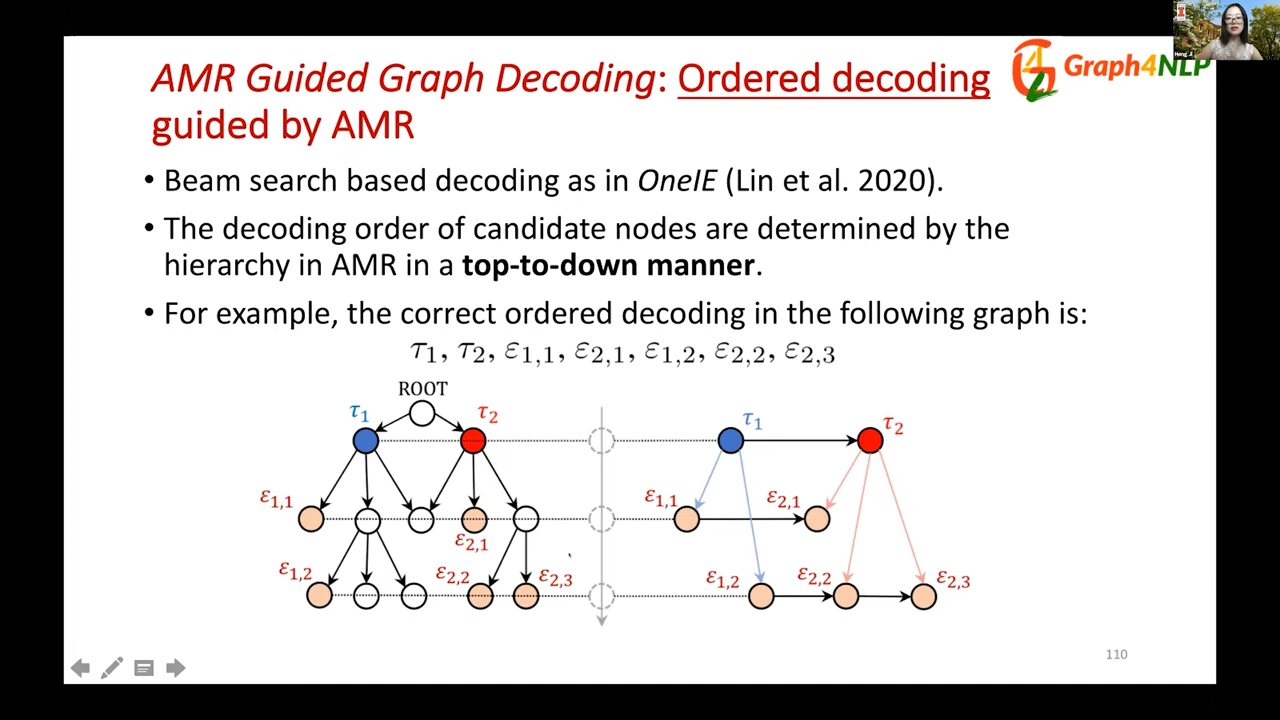 AMR Guided Graph Decoding: Ordered decoding
guided by AMR
Graph4NLP
Heng Ji
• Beam search based decoding as in OneIE (Lin et al. 2020).
• The decoding order of candidate nodes are determined by the
hierarchy in AMR in a top-to-down manner.
• For example, the correct ordered decoding in the following graph is:
τ1, τ2, ε1,1, ε2,1, ε1,2, ε2,2, ε2,3
ROOT
τ1 τ2
ε1,1
ε2,1
ε1,2 ε2,2 ε2,3
τ1 τ2
ε1,1 ε2,1
ε1,2 ε2,2 ε2,3
110